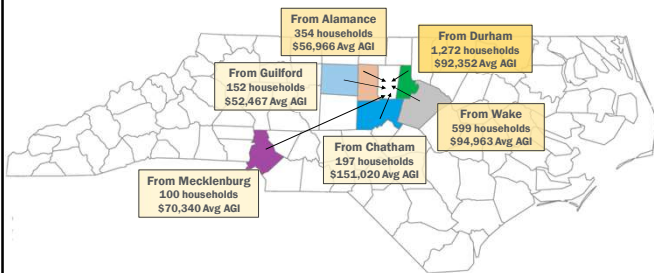 From Alamance
354 households
$56,966 Avg AGI
From Durham
1,272 households
$92,352 Avg AGI
From Guilford
152 households
$52,467 Avg AGI
From Wake
599 households
$94,963 Avg AGI
From Chatham
197 households
$151,020 Avg AGI
From Mecklenburg
100 households
$70,340 Avg AGI